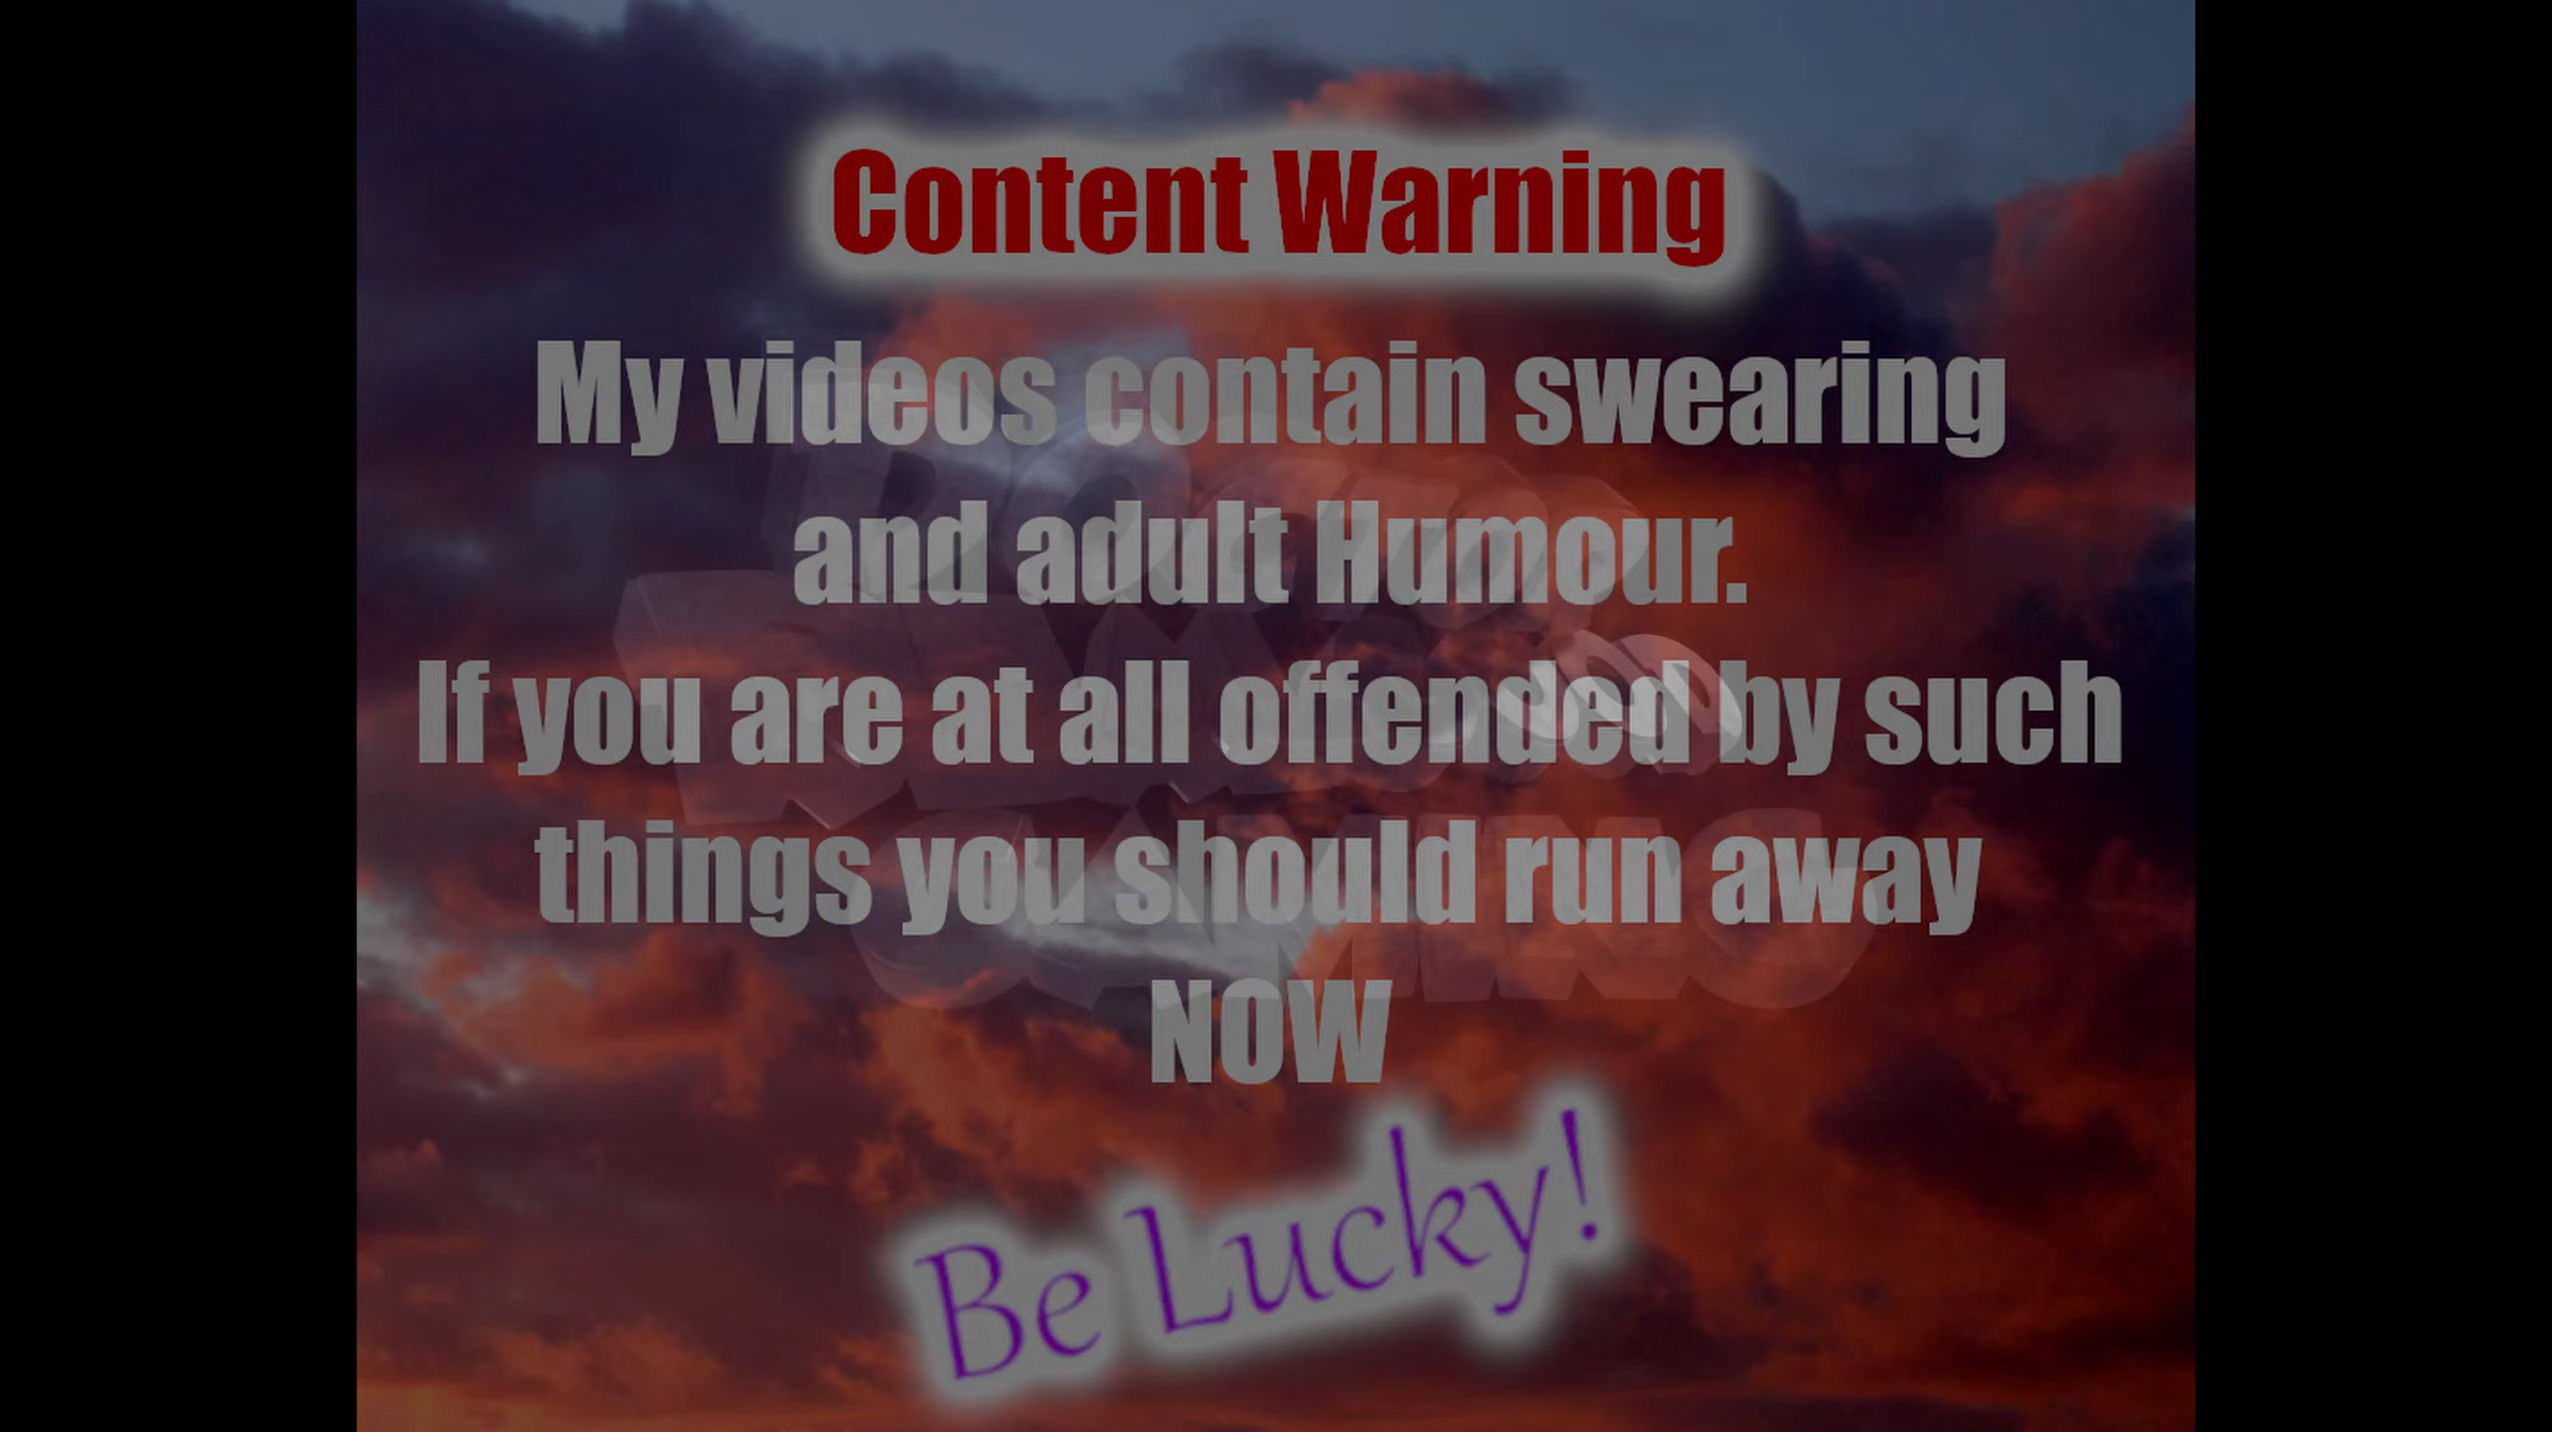 Content Warning
My videos contain swearing
and adult Humour.
If you are at all offended by such
things you should run away
NOW
Be Lucky!
GAMING